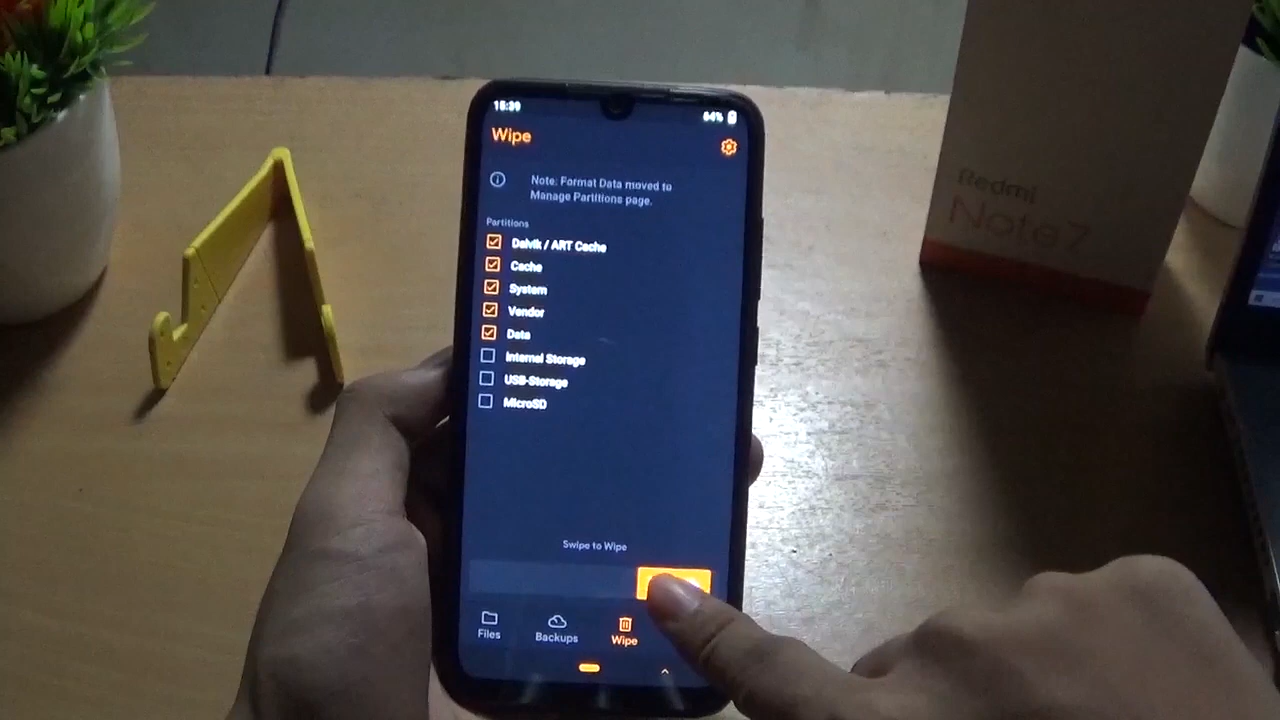 15:39
64%
Wipe
Note: Format Data moved to
Manage Partitions page.
Partitions
Dalvik / ART Cache
Cache
System
Vendor
Data
Internal Storage
USB-Storage
MicroSD
Swipe to Wipe
Files
Backups
Wipe
Redmi
Note 7